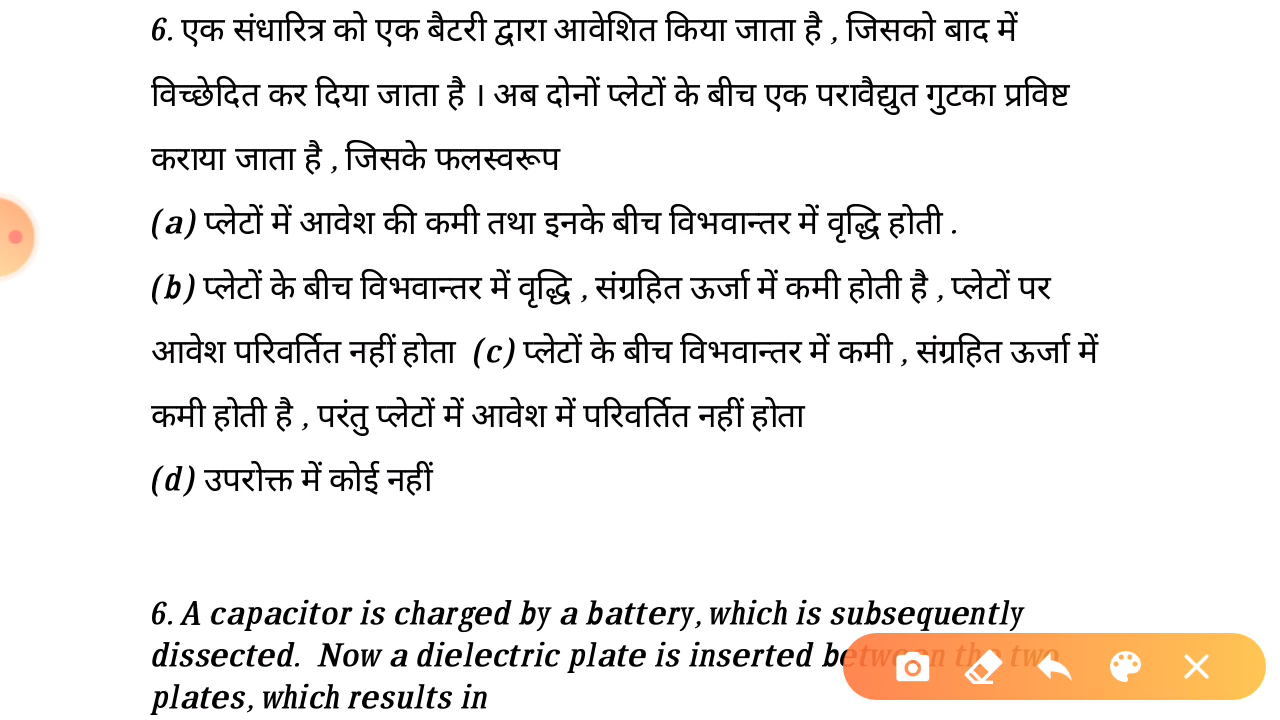 6. एक संधारित्र को एक बैटरी द्वारा आवेशित किया जाता है , जिसको बाद में
विच्छेदित कर दिया जाता है । अब दोनों प्लेटों के बीच एक परावैद्युत गुटका प्रविष्ट
कराया जाता है , जिसके फलस्वरूप
(a) प्लेटों में आवेश की कमी तथा इनके बीच विभवान्तर में वृद्धि होती .
(b) प्लेटों के बीच विभवान्तर में वृद्धि , संग्रहित ऊर्जा में कमी होती है , प्लेटों पर
आवेश परिवर्तित नहीं होता (c) प्लेटों के बीच विभवान्तर में कमी , संग्रहित ऊर्जा में
कमी होती है , परंतु प्लेटों में आवेश में परिवर्तित नहीं होता
(d) उपरोक्त में कोई नहीं
6. A capacitor is charged by a battery, which is subsequently
dissected. Now a dielectric plate is inserted between the two
plates, which results in